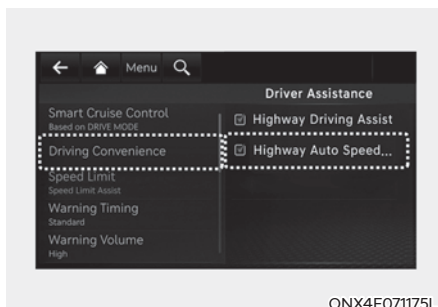 Menu
Driver Assistance
Smart Cruise Control
Based on DRIVE MODE
Driving Convenience
Speed Limit
Speed Limit Assist
Warning Timing
Standard
Warning Volume
High
Highway Driving Assist
Highway Auto Speed...
ONX4E071175L